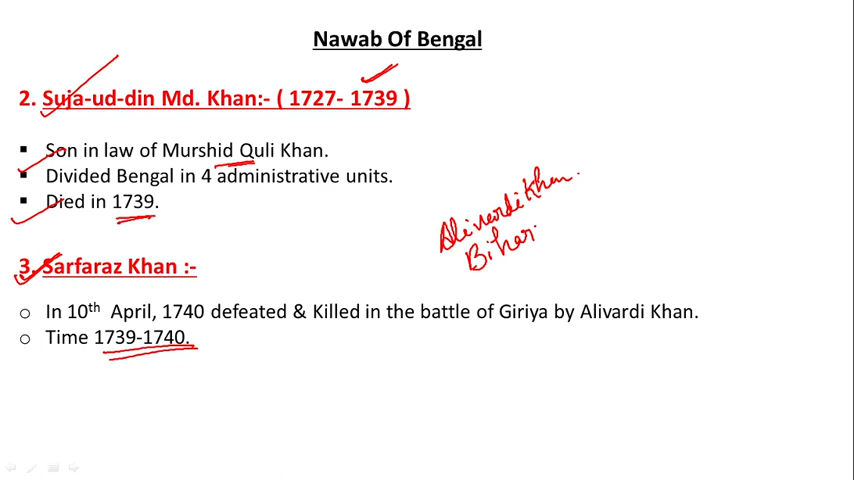 Nawab Of Bengal
2. Suja-ud-din Md. Khan:- ( 1727- 1739 )
▪ Son in law of Murshid Quli Khan.
▪ Divided Bengal in 4 administrative units.
▪ Died in 1739.
Alivardi Khan.
Bihar
3. Sarfaraz Khan :-
o In 10th April, 1740 defeated & Killed in the battle of Giriya by Alivardi Khan.
o Time 1739-1740.